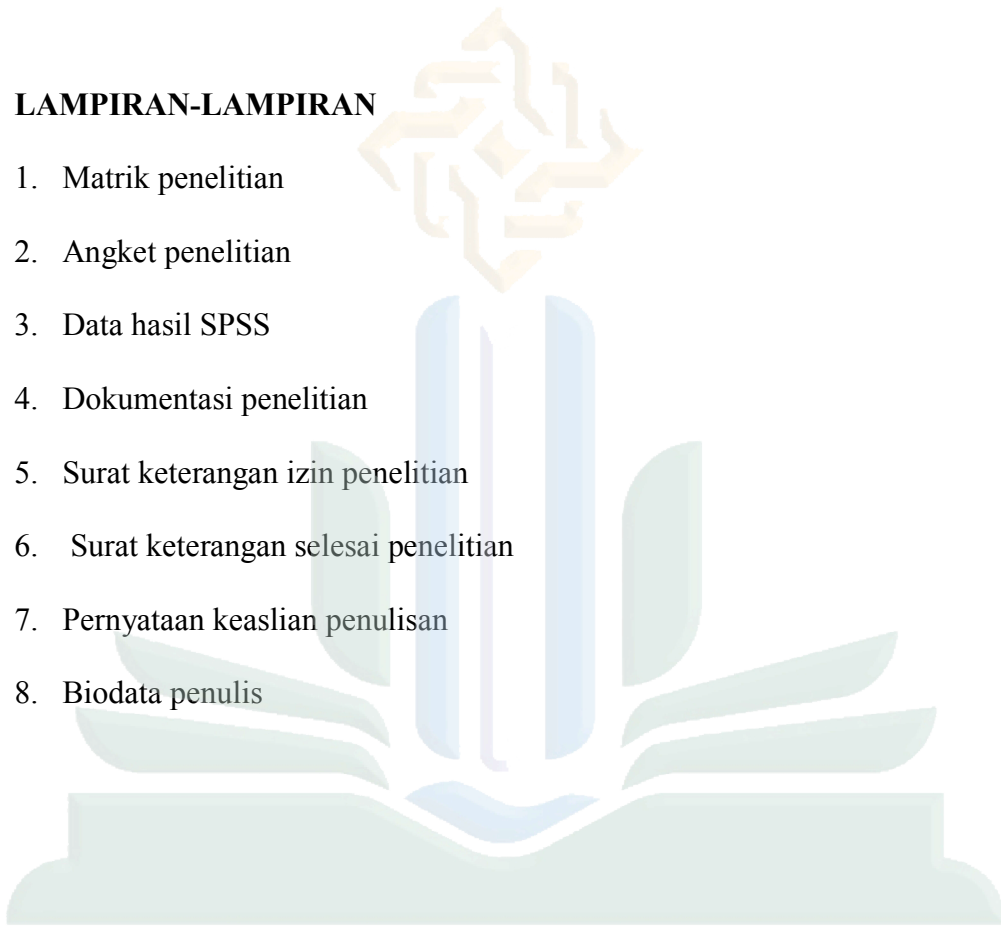 LAMPIRAN-LAMPIRAN
1. Matrik penelitian
2. Angket penelitian
3. Data hasil SPSS
4. Dokumentasi penelitian
5. Surat keterangan izin penelitian
6. Surat keterangan selesai penelitian
7. Pernyataan keaslian penulisan
8. Biodata penulis